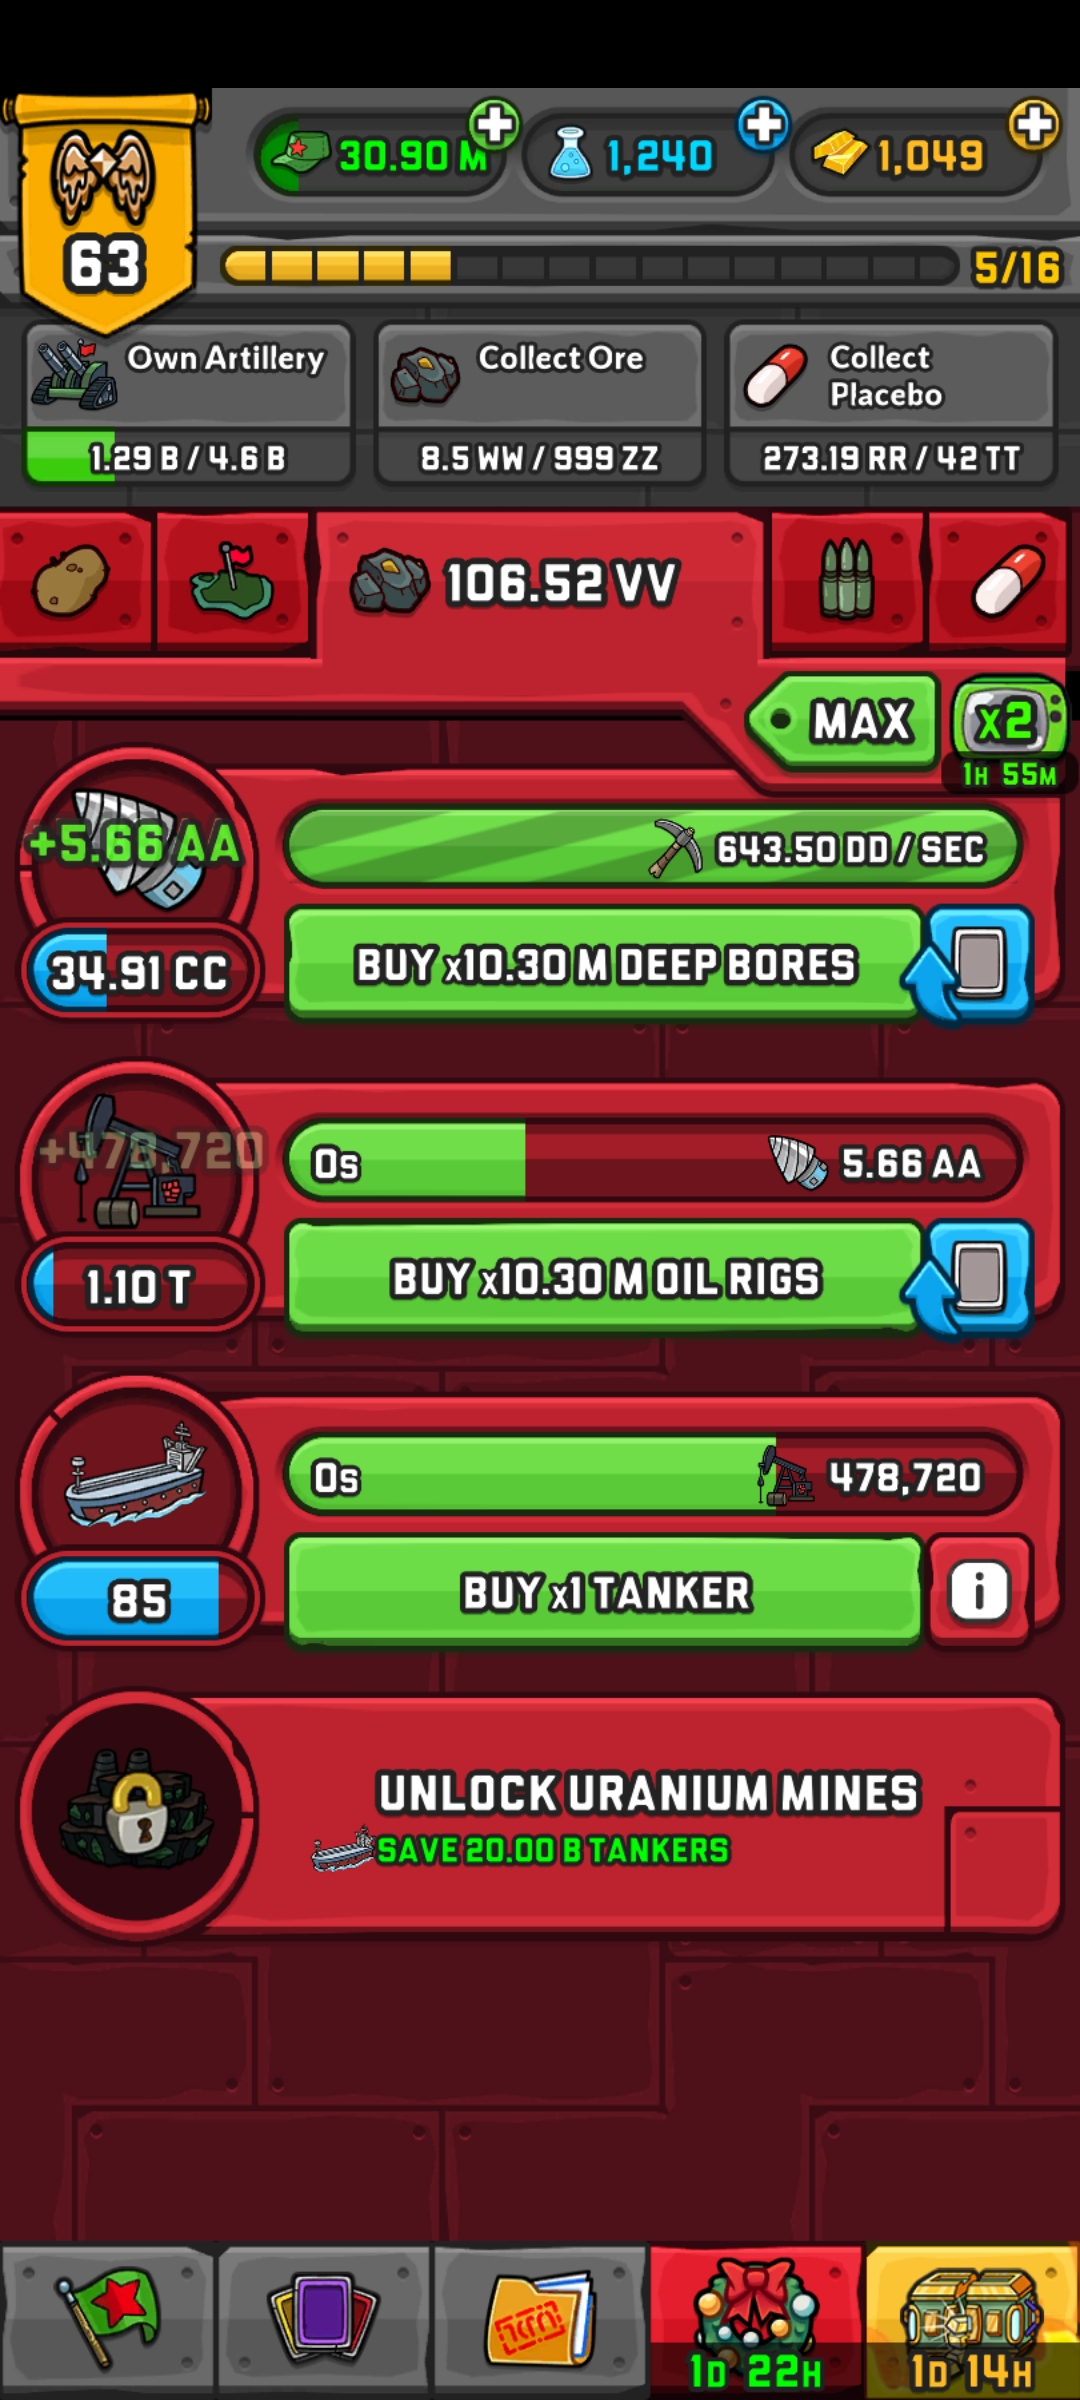 30.90 M
1,240
1,049
63
5/16
Own Artillery
1.29 B / 4.6 B
Collect Ore
8.5 WW / 999 ZZ
Collect
Placebo
273.19 RR / 42 TT
106.52 VV
MAX
x2
1H 55M
+5.66 AA
643.50 DD / SEC
34.91 CC
BUY x10.30 M DEEP BORES
+478,720
0s
5.66 AA
1.10 T
BUY x10.30 M OIL RIGS
0s
478,720
85
BUY x1 TANKER
i
UNLOCK URANIUM MINES
SAVE 20.00 B TANKERS
1D 22H
1D 14H